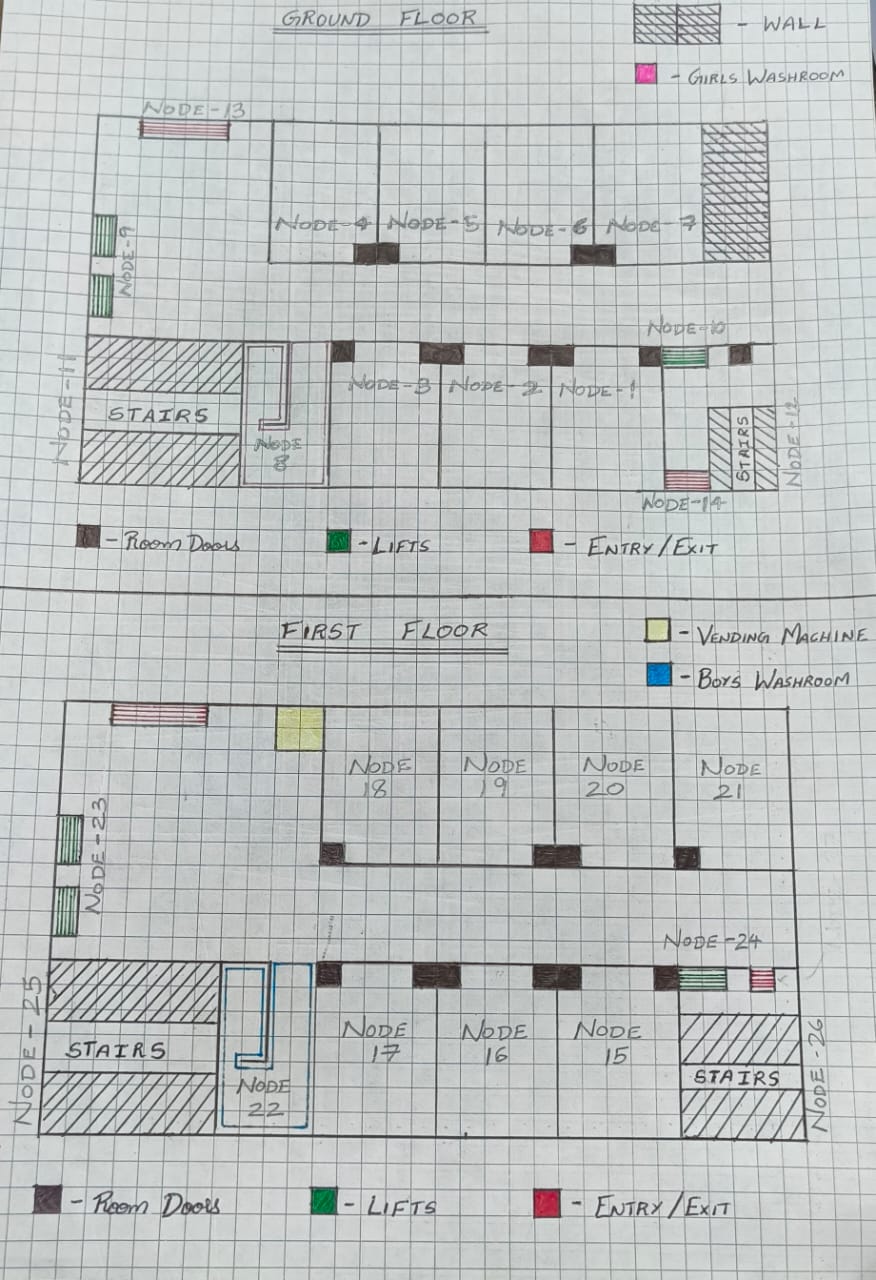 GROUND FLOOR
- WALL
- GIRLS WASHROOM
NODE-13
NODE-4 NODE-5 NODE-6 NODE-7
NODE-9
NODE-10
NODE-11
NODE-3 NODE-2 NODE-1
STAIRS
NODE
8
STAIRS
NODE-12
NODE-14
- ROOM DOORS
- LIFTS
- ENTRY/EXIT
FIRST FLOOR
- VENDING MACHINE
- BOYS WASHROOM
NODE
18
NODE
19
NODE
20
NODE
21
NODE-23
NODE-24
NODE-25
STAIRS
NODE
22
NODE
17
NODE
16
NODE
15
STAIRS
NODE-26
- ROOM DOORS
- LIFTS
- ENTRY/EXIT